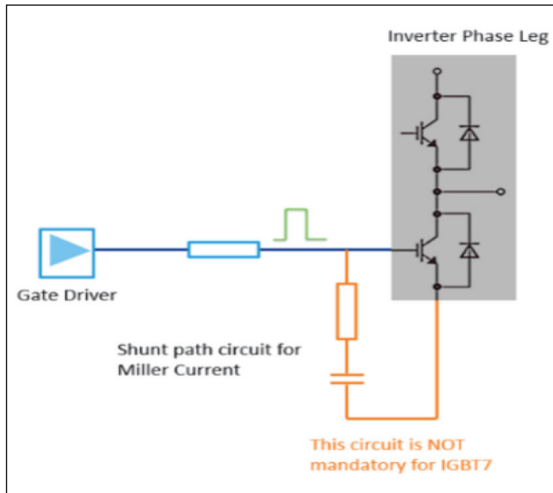 Inverter Phase Leg
Gate Driver
Shunt path circuit for
Miller Current
This circuit is NOT
mandatory for IGBT7